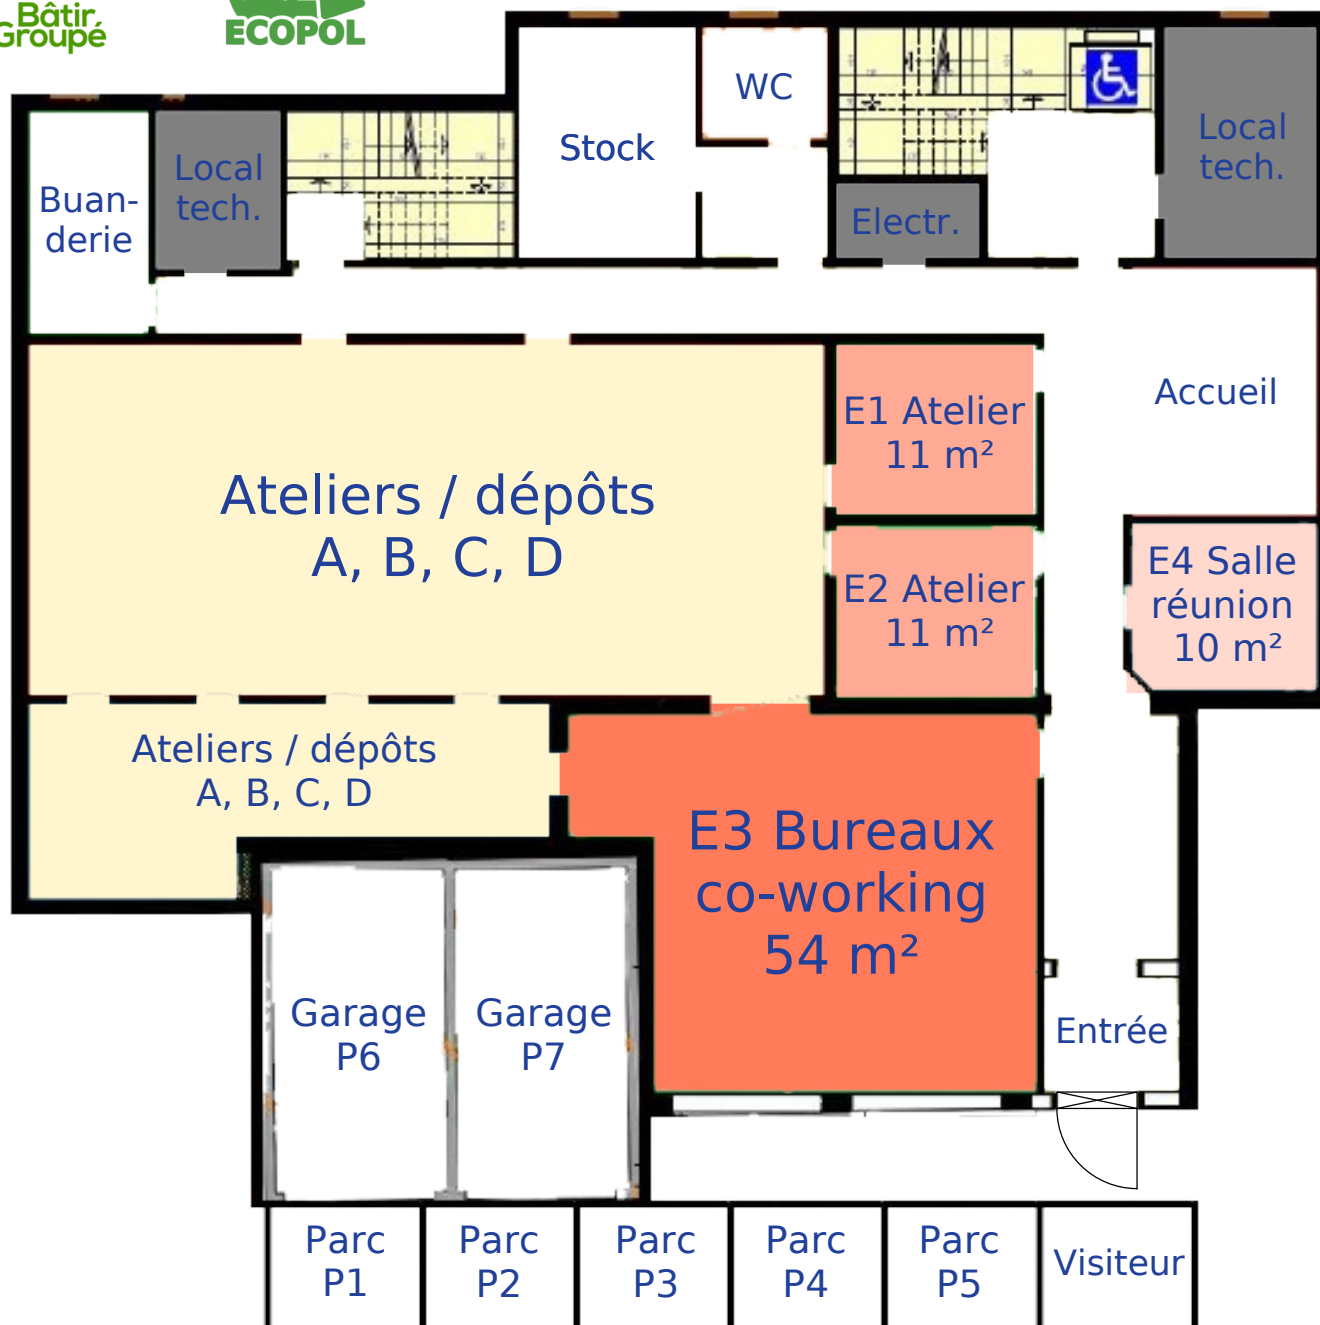 Bâtir
Groupé
ECOPOL
WC
Stock
Local
tech.
Local
tech.
Buan-
derie
Electr.
Accueil
E1 Atelier
11 m²
Ateliers / dépôts
A, B, C, D
E4 Salle
réunion
10 m²
E2 Atelier
11 m²
Ateliers / dépôts
A, B, C, D
E3 Bureaux
co-working
54 m²
Garage
P6
Garage
P7
Entrée
Parc
P1
Parc
P2
Parc
P3
Parc
P4
Parc
P5
Visiteur